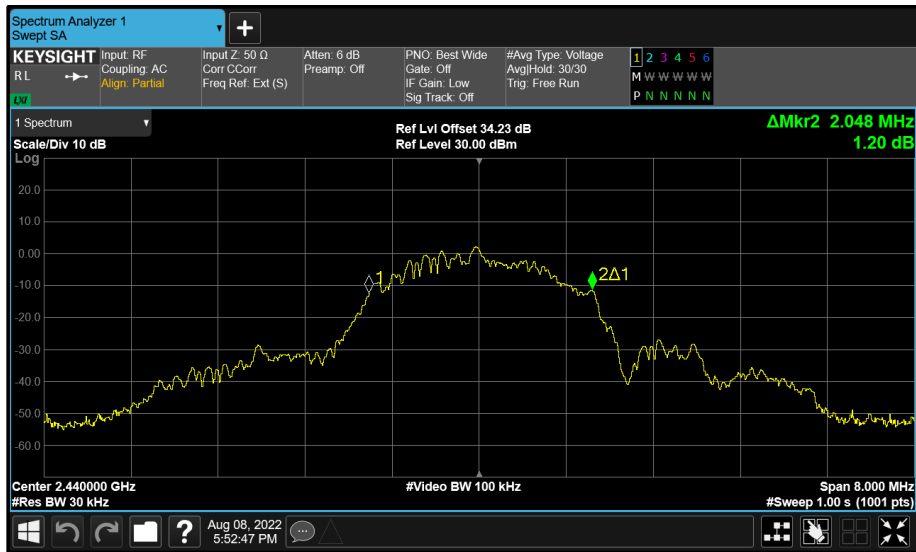 Spectrum Analyzer 1
Swept SA
+
KEYSIGHT
RL
LXI
Input: RF
Coupling: AC
Align: Partial
Input Z: 50 Ω
Corr CCorr
Freq Ref: Ext (S)
Atten: 6 dB
Preamp: Off
PNO: Best Wide
Gate: Off
IF Gain: Low
Sig Track: Off
#Avg Type: Voltage
Avg|Hold: 30/30
Trig: Free Run
1 2 3 4 5 6
M W W W W W
P N N N N N
1 Spectrum
Scale/Div 10 dB
Ref Lvl Offset 34.23 dB
Ref Level 30.00 dBm
ΔMkr2 2.048 MHz
1.20 dB
Log
20.0
10.0
0.00
-10.0
-20.0
-30.0
-40.0
-50.0
-60.0
1
2Δ1
Center 2.440000 GHz
#Res BW 30 kHz
#Video BW 100 kHz
Span 8.000 MHz
#Sweep 1.00 s (1001 pts)
?
Aug 08, 2022
5:52:47 PM